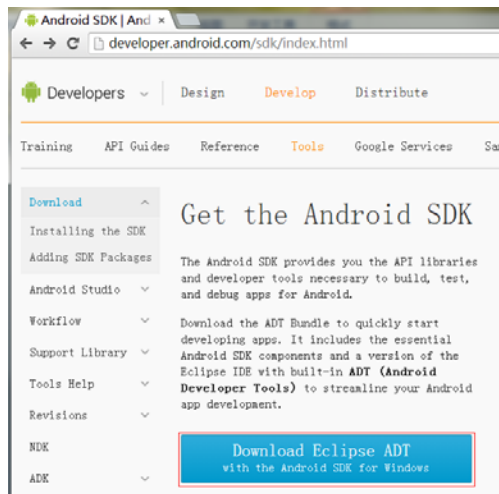 Android SDK | And ×
developer.android.com/sdk/index.html
Developers
Design Develop Distribute
Training API Guides Reference Tools Google Services Sa
Download
Installing the SDK
Adding SDK Packages
Android Studio
Workflow
Support Library
Tools Help
Revisions
NDK
ADK
Get the Android SDK
The Android SDK provides you the API libraries
and developer tools necessary to build, test,
and debug apps for Android.
Download the ADT Bundle to quickly start
developing apps. It includes the essential
Android SDK components and a version of the
Eclipse IDE with built-in ADT (Android
Developer Tools) to streamline your Android
app development.
Download Eclipse ADT
with the Android SDK for Windows